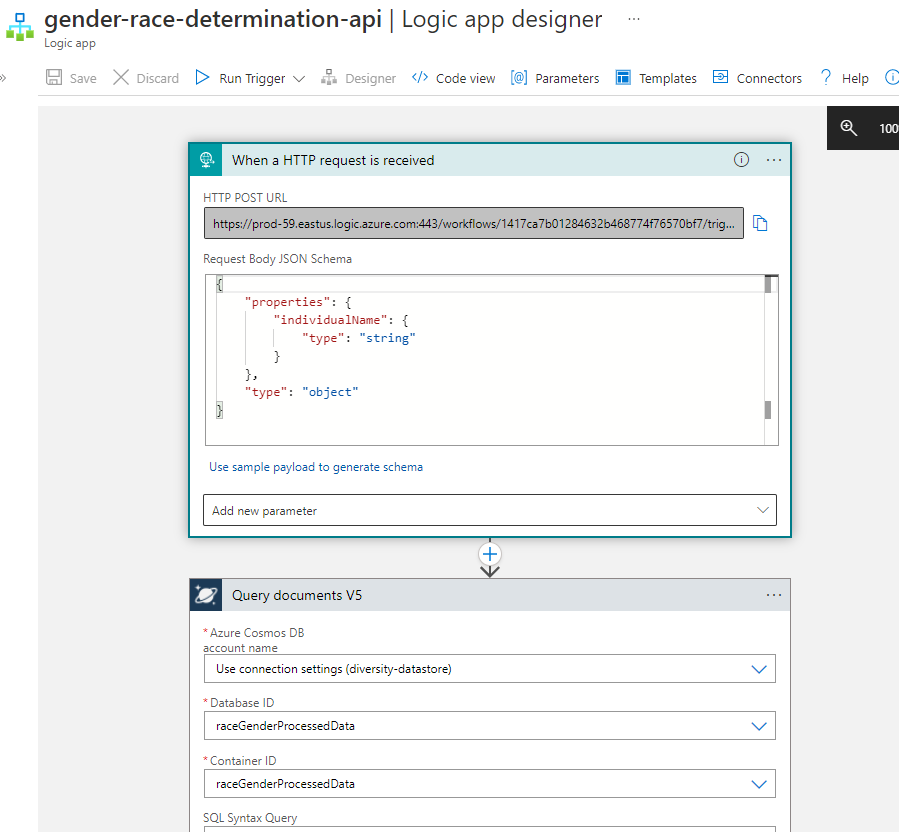 gender-race-determination-api | Logic app designer ...
Logic app
» Save Discard Run Trigger Designer </> Code view [@] Parameters Templates Connectors ? Help
100
When a HTTP request is received ...
HTTP POST URL
https://prod-59.eastus.logic.azure.com:443/workflows/1417ca7b01284632b468774f76570bf7/trig...
Request Body JSON Schema
{
"properties": {
"individualName": {
"type": "string"
}
},
"type": "object"
}
Use sample payload to generate schema
Add new parameter
Query documents V5 ...
* Azure Cosmos DB
account name
Use connection settings (diversity-datastore)
* Database ID
raceGenderProcessedData
* Container ID
raceGenderProcessedData
SQL Syntax Query